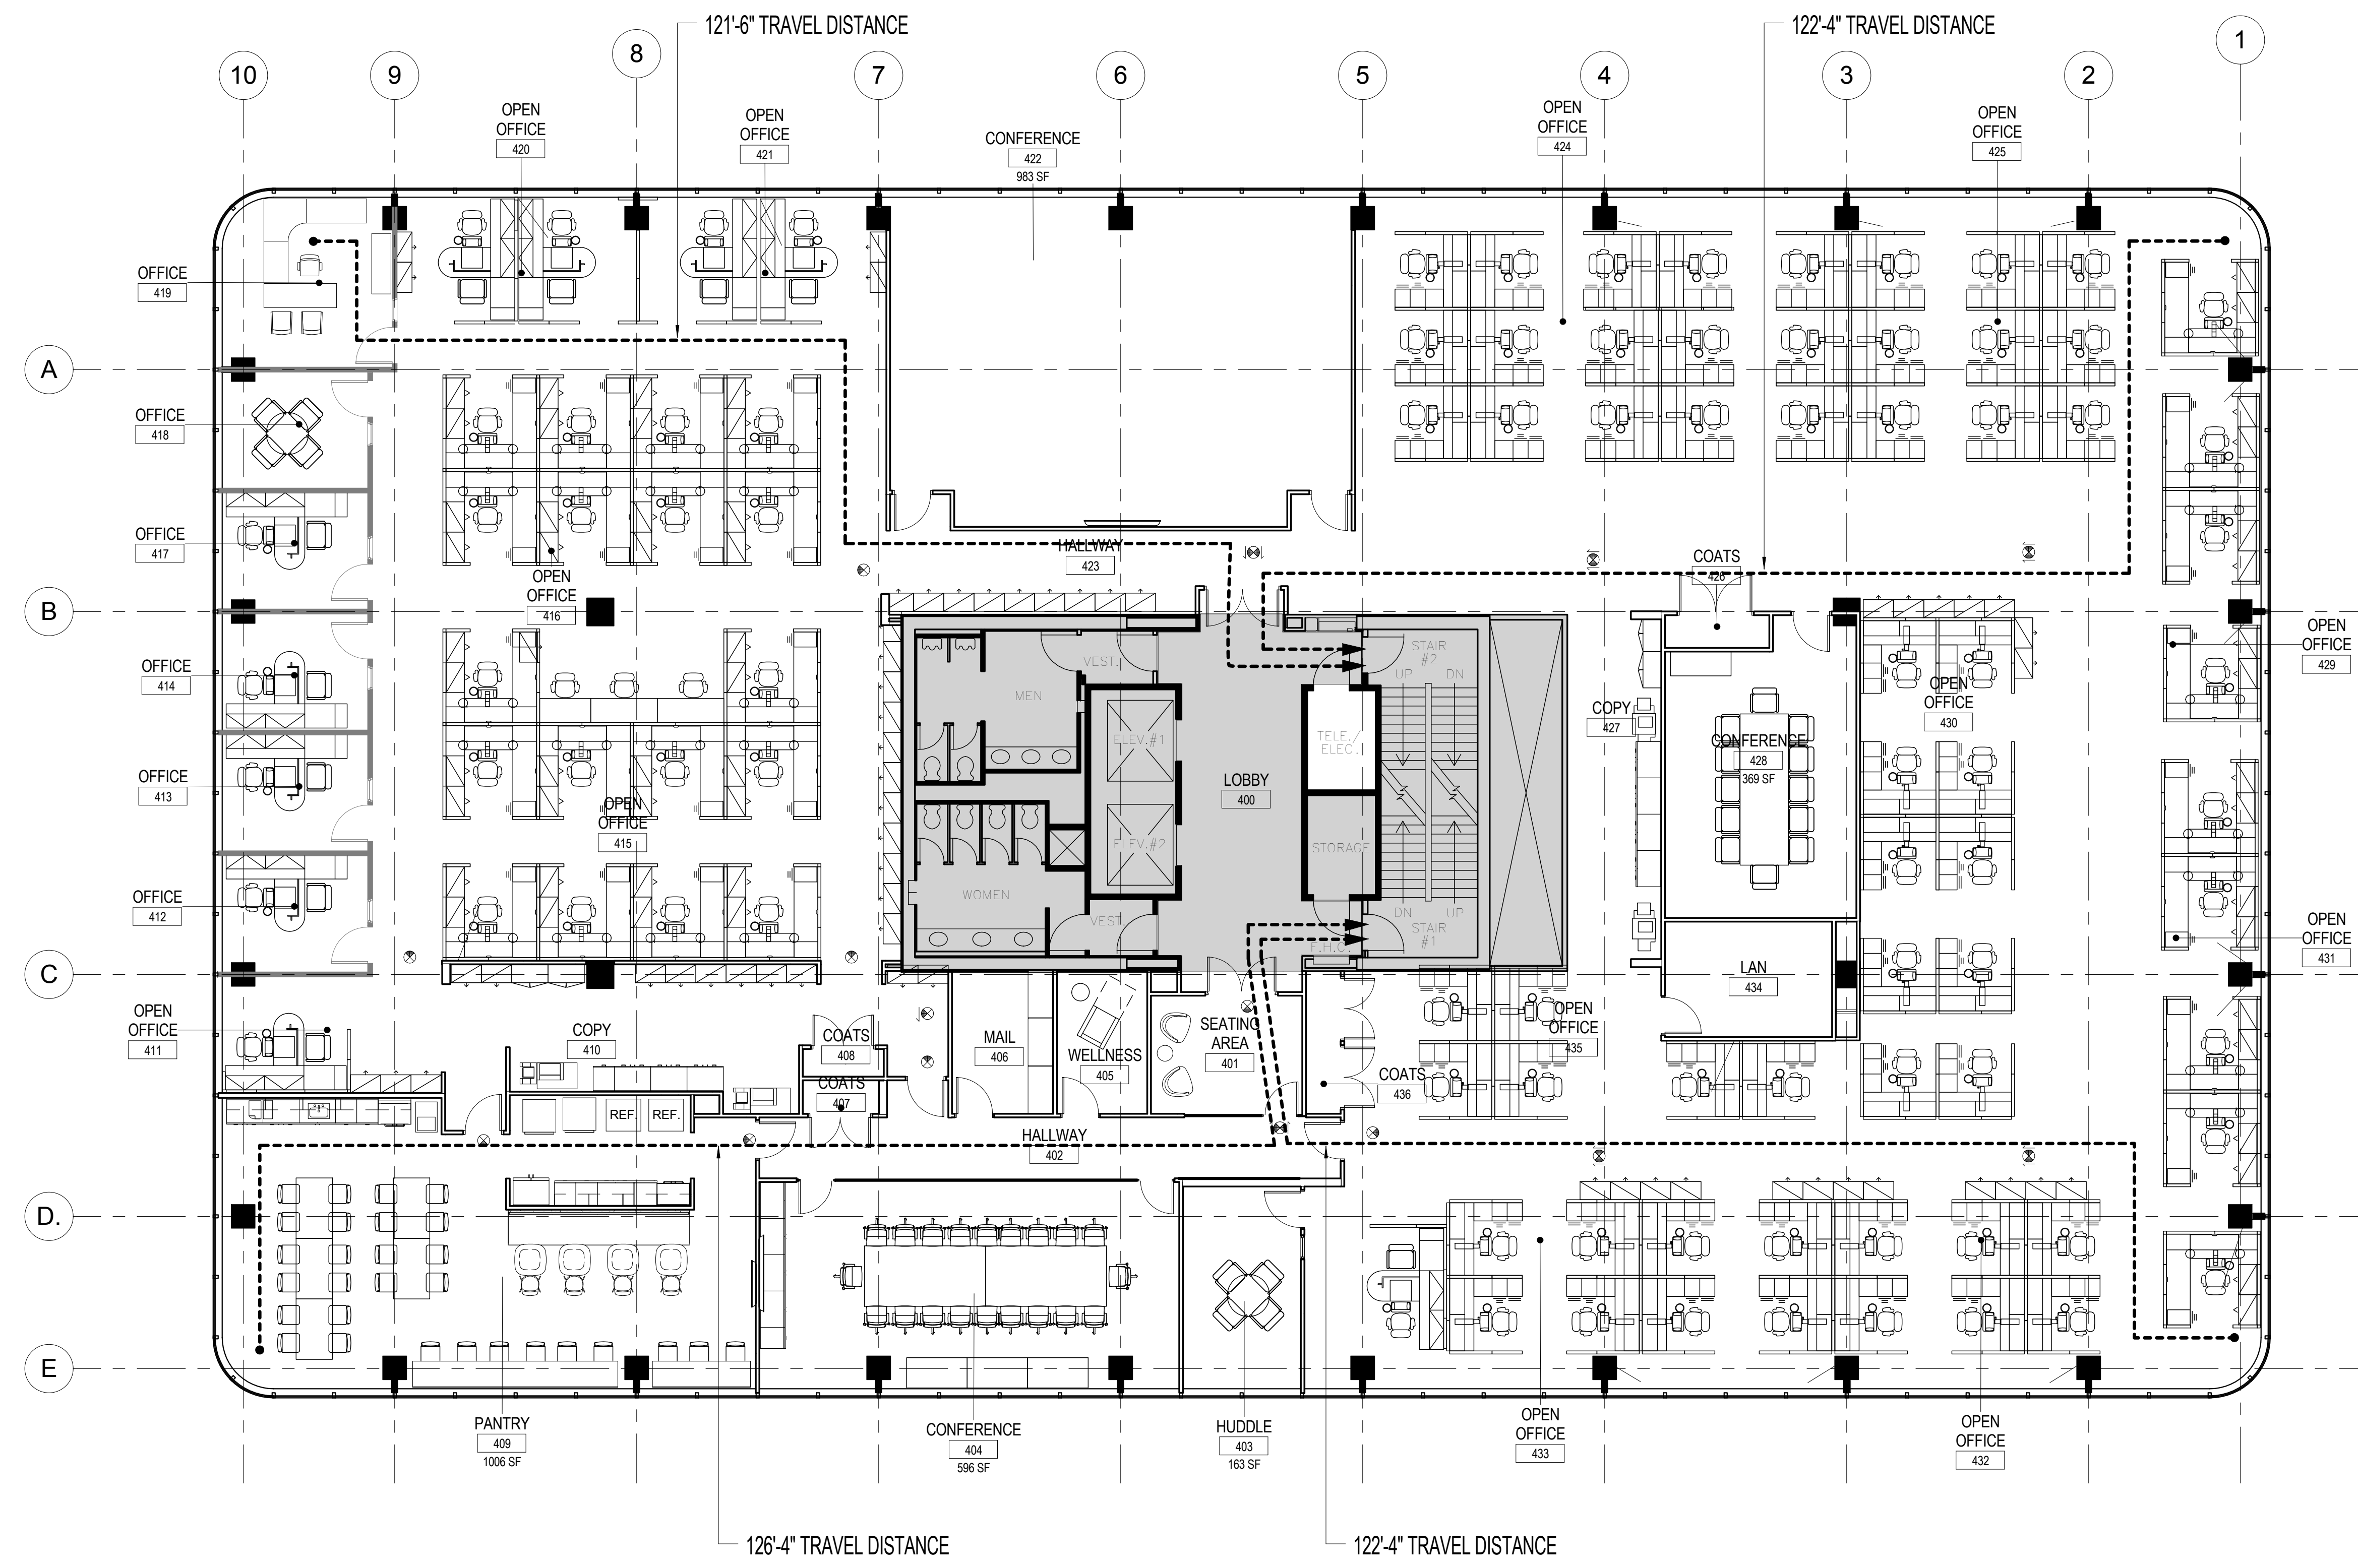 121'-6" TRAVEL DISTANCE
122'-4" TRAVEL DISTANCE
10
9
8
7
6
5
4
3
2
1
OPEN
OFFICE
420
OPEN
OFFICE
421
CONFERENCE
422
983 SF
OPEN
OFFICE
424
OPEN
OFFICE
425
OFFICE
419
A
OFFICE
418
OFFICE
417
OPEN
OFFICE
416
HALLWAY
423
COATS
426
B
OFFICE
414
OFFICE
413
OPEN
OFFICE
415
OFFICE
412
VEST.
MEN
ELEV.#1
ELEV.#2
WOMEN
VEST.
LOBBY
400
TELE./
ELEC.
STORAGE
F.H.C.
STAIR
#2
UP
DN
DN
UP
STAIR
#1
COPY
427
CONFERENCE
428
369 SF
OPEN
OFFICE
430
OPEN
OFFICE
429
OPEN
OFFICE
431
C
OPEN
OFFICE
411
COPY
410
COATS
408
COATS
407
MAIL
406
WELLNESS
405
SEATING
AREA
401
COATS
436
OPEN
OFFICE
435
LAN
434
REF.
REF.
HALLWAY
402
D.
E
PANTRY
409
1006 SF
CONFERENCE
404
596 SF
HUDDLE
403
163 SF
OPEN
OFFICE
433
OPEN
OFFICE
432
126'-4" TRAVEL DISTANCE
122'-4" TRAVEL DISTANCE